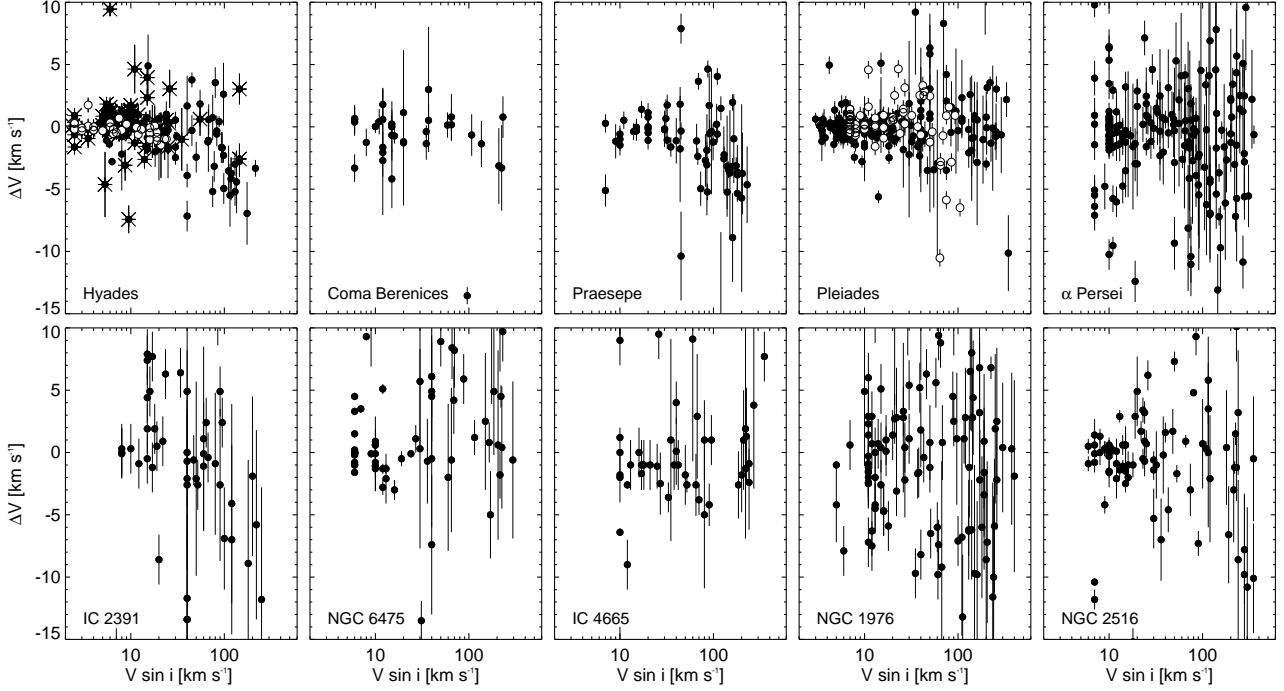 10
5
0
-5
-10
-15
ΔV [km s⁻¹]
Hyades
Coma Berenices
Praesepe
Pleiades
α Persei
10
5
0
-5
-10
-15
ΔV [km s⁻¹]
IC 2391
NGC 6475
IC 4665
NGC 1976
NGC 2516
10 100
10 100
10 100
10 100
10 100
V sin i [km s⁻¹]
V sin i [km s⁻¹]
V sin i [km s⁻¹]
V sin i [km s⁻¹]
V sin i [km s⁻¹]